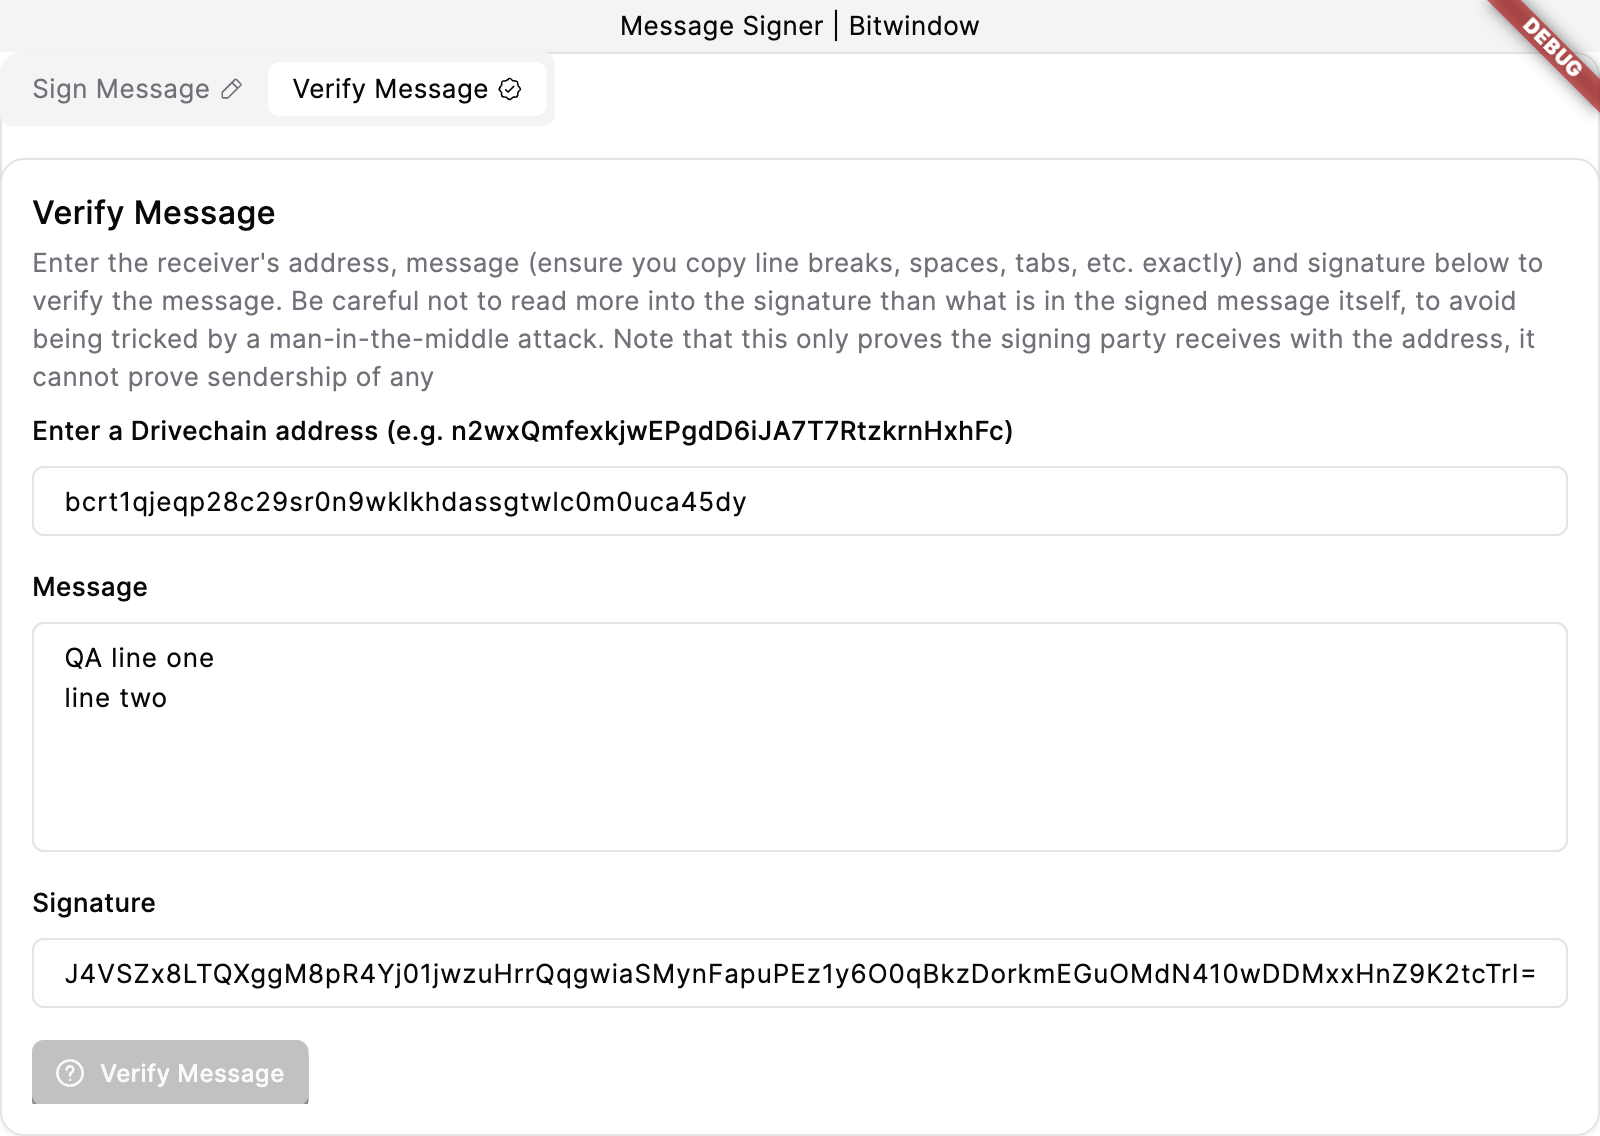 Message Signer | Bitwindow
DEBUG
Sign Message
Verify Message
Verify Message
Enter the receiver's address, message (ensure you copy line breaks, spaces, tabs, etc. exactly) and signature below to
verify the message. Be careful not to read more into the signature than what is in the signed message itself, to avoid
being tricked by a man-in-the-middle attack. Note that this only proves the signing party receives with the address, it
cannot prove sendership of any
Enter a Drivechain address (e.g. n2wxQmfexkjwEPgdD6iJA7T7RtzkrnHxhFc)
bcrt1qjeqp28c29sr0n9wklkhdassgtwlc0m0uca45dy
Message
QA line one
line two
Signature
J4VSZx8LTQXggM8pR4Yj01jwzuHrrQqgwiaSMynFapuPEz1y6O0qBkzDorkmEGuOMdN410wDDMxxHnZ9K2tcTrI=
Verify Message